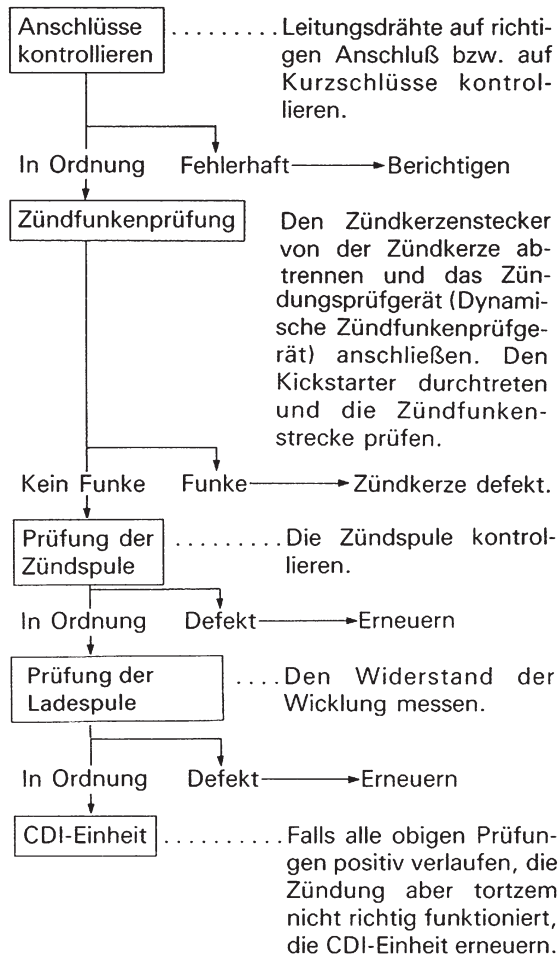 Anschlüsse ......... Leitungsdrähte auf richti-
kontrollieren gen Anschluß bzw. auf
Kurzschlüsse kontrol-
lieren.
In Ordnung Fehlerhaft Berichtigen
Zündfunkenprüfung Den Zündkerzenstecker
von der Zündkerze ab-
trennen und das Zün-
dungsprüfgerät (Dynami-
sche Zündfunkenprüfge-
rät) anschließen. Den
Kickstarter durchtreten
und die Zündfunken-
strecke prüfen.
Kein Funke Funke Zündkerze defekt.
Prüfung der ......... Die Zündspule kontrol-
Zündspule lieren.
In Ordnung Defekt Erneuern
Prüfung der .... Den Widerstand der
Ladespule Wicklung messen.
In Ordnung Defekt Erneuern
CDI-Einheit .......... Falls alle obigen Prüfun-
gen positiv verlaufen, die
Zündung aber tortzem
nicht richtig funktioniert,
die CDI-Einheit erneuern.